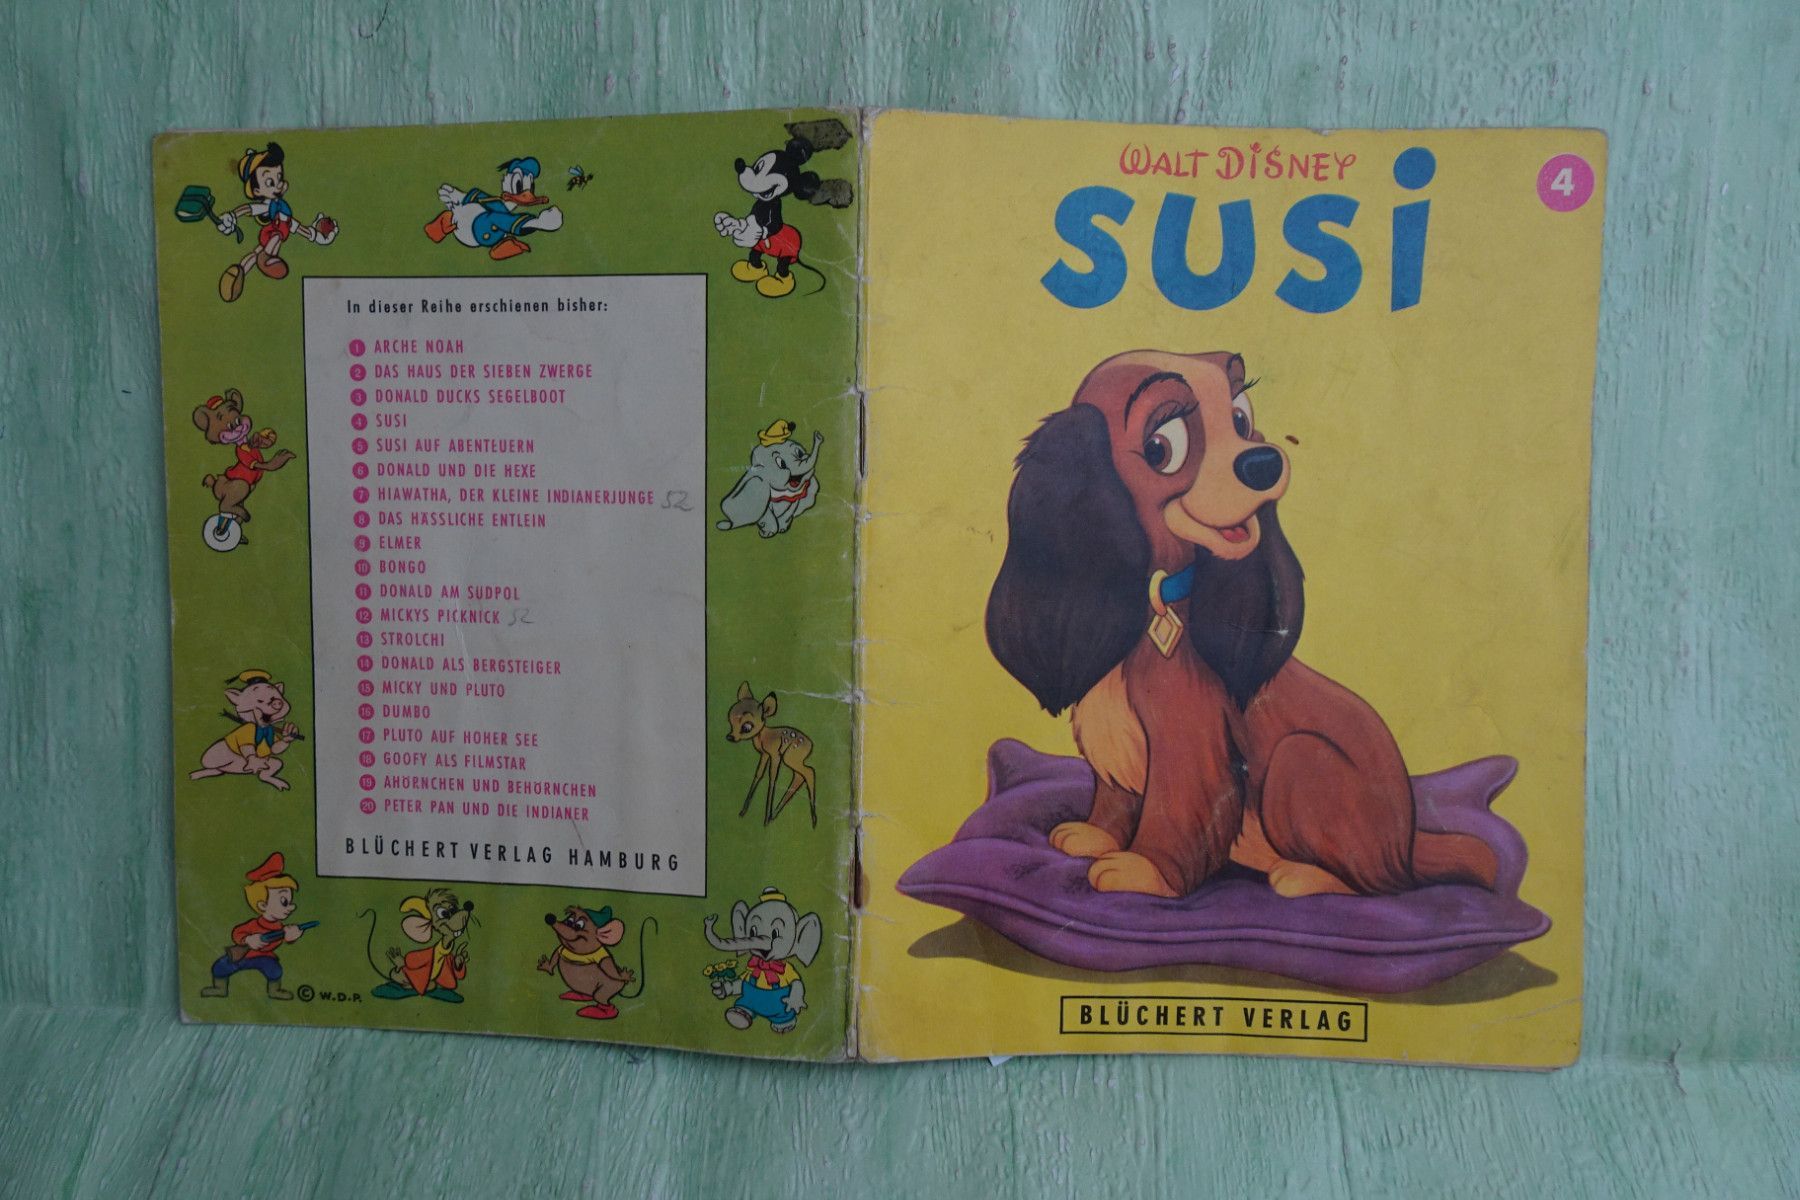 In dieser Reihe erschienen bisher:
1 ARCHE NOAH
2 DAS HAUS DER SIEBEN ZWERGE
3 DONALD DUCKS SEGELBOOT
4 SUSI
5 SUSI AUF ABENTEUERN
6 DONALD UND DIE HEXE
7 HIAWATHA, DER KLEINE INDIANERJUNGE 52
8 DAS HÄSSLICHE ENTLEIN
9 ELMER
10 BONGO
11 DONALD AM SUDPOL
12 MICKYS PICKNICK 52
13 STROLCHI
14 DONALD ALS BERGSTEIGER
15 MICKY UND PLUTO
16 DUMBO
17 PLUTO AUF HOHER SEE
18 GOOFY ALS FILMSTAR
19 AHÖRNCHEN UND BEHÖRNCHEN
20 PETER PAN UND DIE INDIANER
BLÜCHERT VERLAG HAMBURG
© W.D.P.
WALT DISNEY
SUSI
4
BLÜCHERT VERLAG